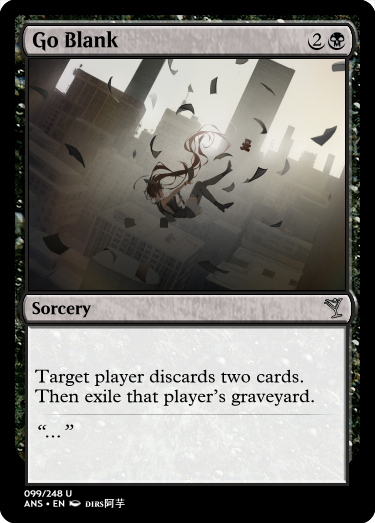 Go Blank
2
Sorcery
Target player discards two cards.
Then exile that player's graveyard.
“…”
099/248 U
ANS • EN DIRS阿芋